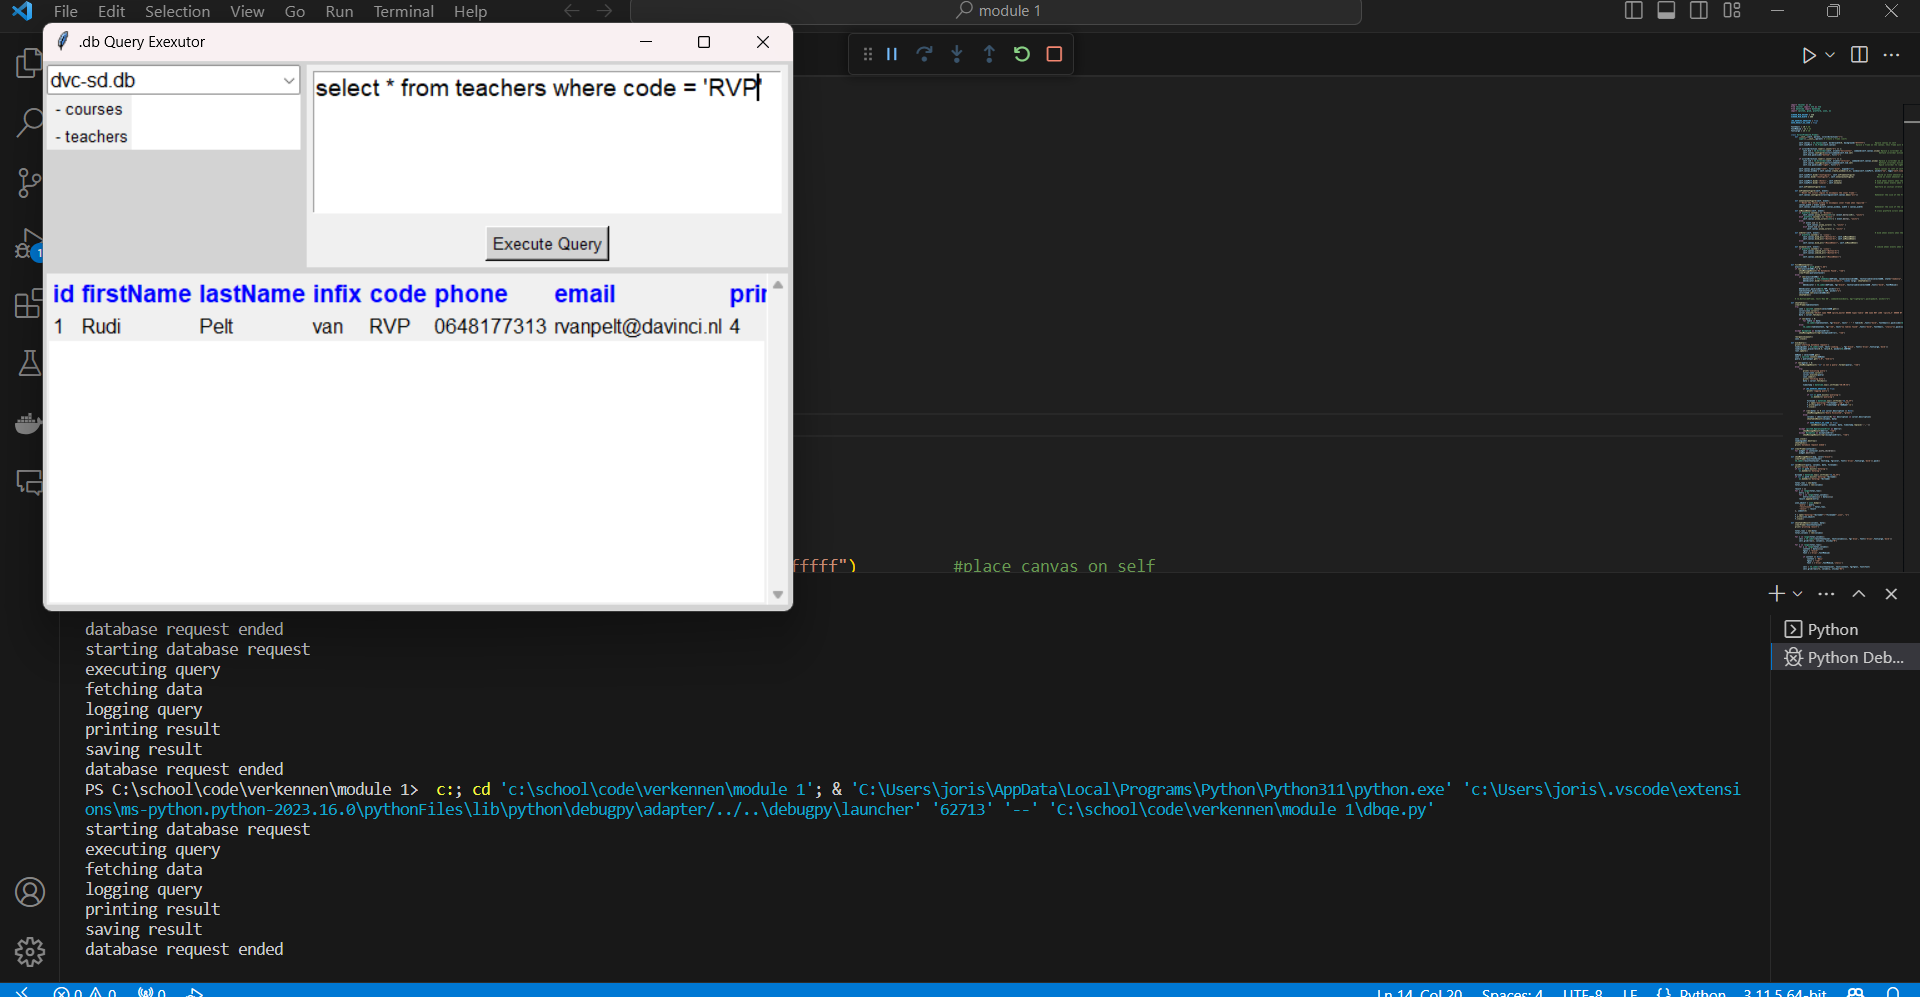 File Edit Selection View Go Run Terminal Help
module 1
.db Query Exexutor
dvc-sd.db
- courses
- teachers
select * from teachers where code = 'RVP'
Execute Query
id firstName lastName infix code phone email prin
1 Rudi Pelt van RVP 0648177313 rvanpelt@davinci.nl 4
1
fffff") #place canvas on self
Python
Python Deb...
database request ended
starting database request
executing query
fetching data
logging query
printing result
saving result
database request ended
PS C:\school\code\verkennen\module 1> c:; cd 'c:\school\code\verkennen\module 1'; & 'C:\Users\joris\AppData\Local\Programs\Python\Python311\python.exe' 'c:\Users\joris\.vscode\extensi
ons\ms-python.python-2023.16.0\pythonFiles\lib\python\debugpy\adapter/../..\debugpy\launcher' '62713' '--' 'C:\school\code\verkennen\module 1\dbqe.py'
starting database request
executing query
fetching data
logging query
printing result
saving result
database request ended
0 0 0 Ln 14, Col 20 Spaces: 4 UTF-8 LF {} Python 3.11.5 64-bit